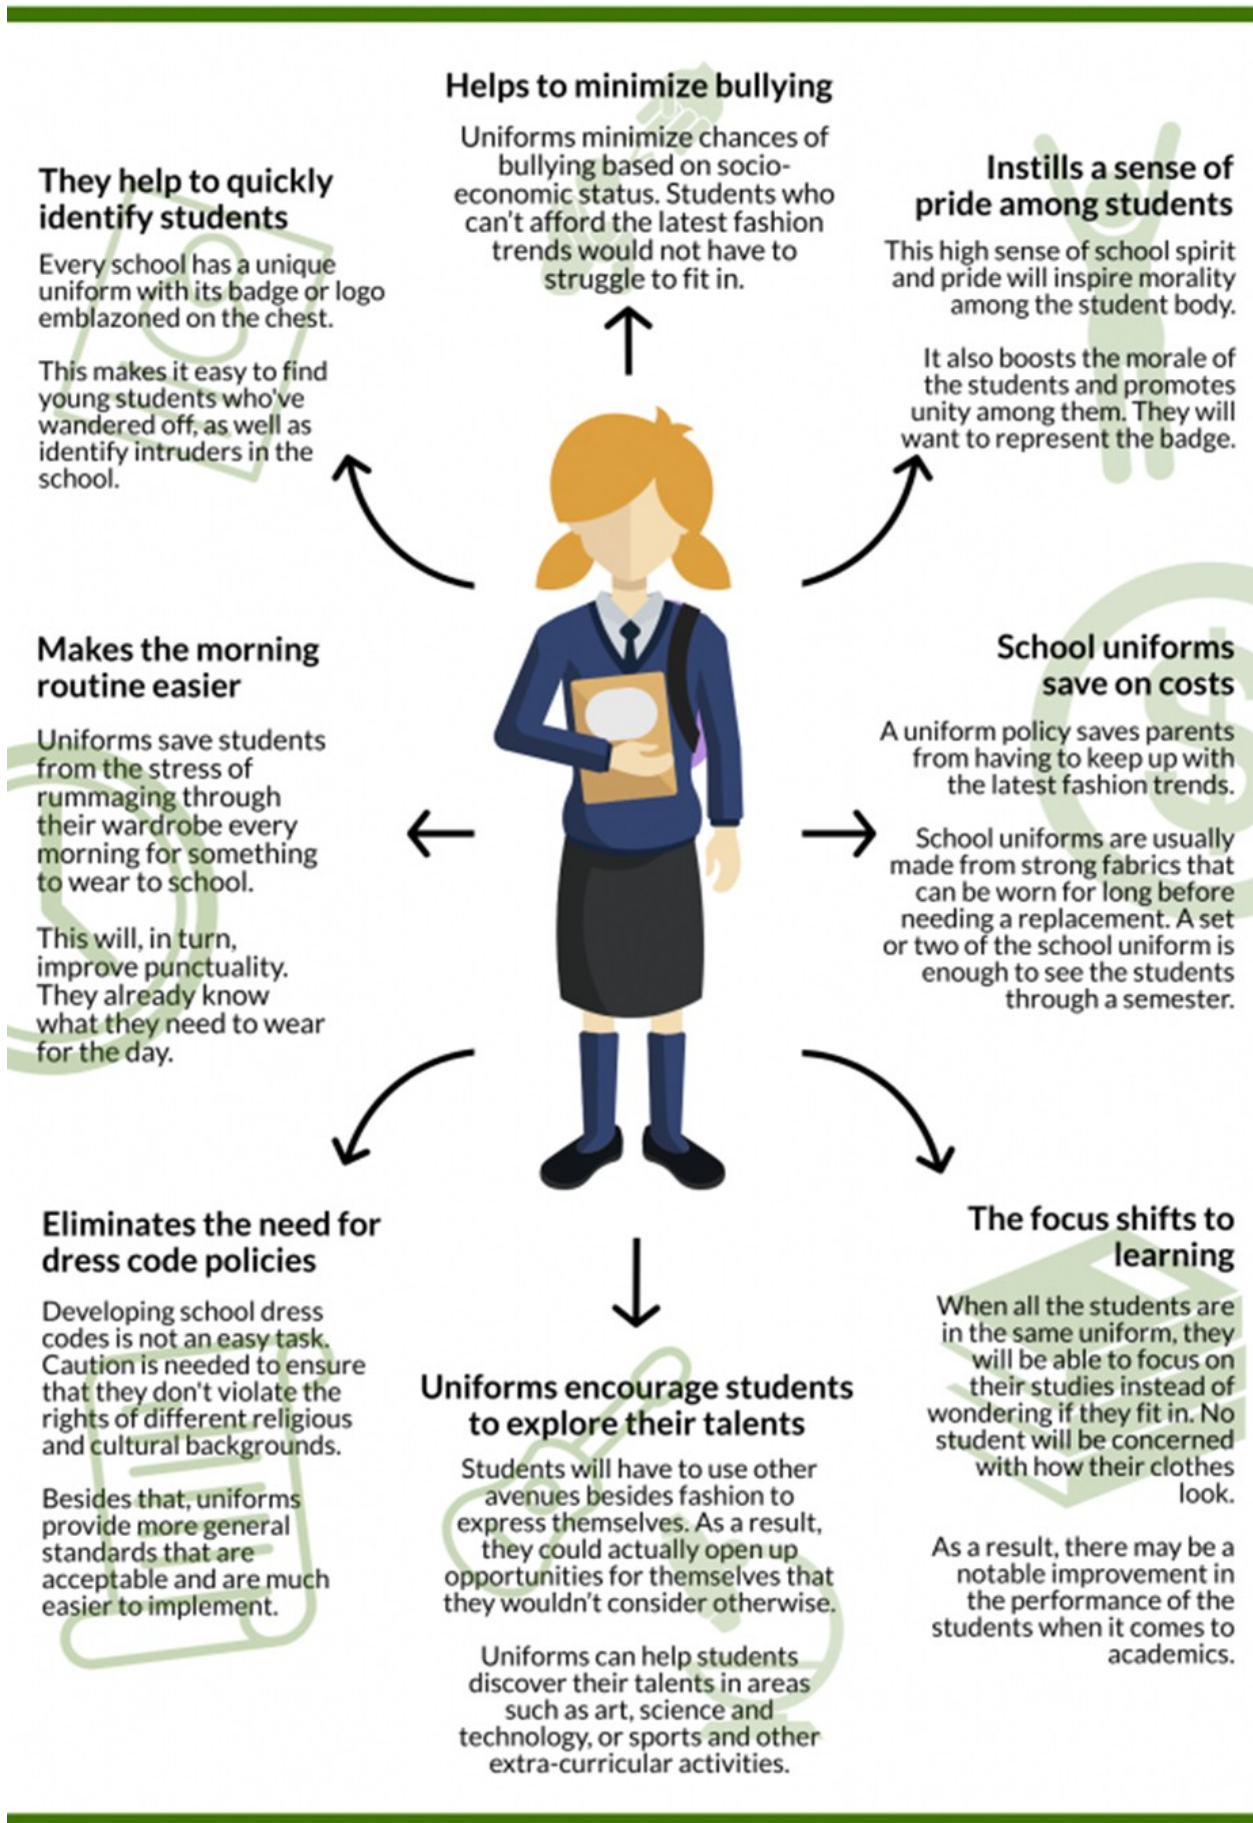 Helps to minimize bullying
Uniforms minimize chances of
bullying based on socio-
economic status. Students who
can't afford the latest fashion
trends would not have to
struggle to fit in.
They help to quickly
identify students
Every school has a unique
uniform with its badge or logo
emblazoned on the chest.
This makes it easy to find
young students who've
wandered off, as well as
identify intruders in the
school.
Instills a sense of
pride among students
This high sense of school spirit
and pride will inspire morality
among the student body.
It also boosts the morale of
the students and promotes
unity among them. They will
want to represent the badge.
Makes the morning
routine easier
Uniforms save students
from the stress of
rummaging through
their wardrobe every
morning for something
to wear to school.
This will, in turn,
improve punctuality.
They already know
what they need to wear
for the day.
School uniforms
save on costs
A uniform policy saves parents
from having to keep up with
the latest fashion trends.
School uniforms are usually
made from strong fabrics that
can be worn for long before
needing a replacement. A set
or two of the school uniform is
enough to see the students
through a semester.
Eliminates the need for
dress code policies
Developing school dress
codes is not an easy task.
Caution is needed to ensure
that they don't violate the
rights of different religious
and cultural backgrounds.
Besides that, uniforms
provide more general
standards that are
acceptable and are much
easier to implement.
Uniforms encourage students
to explore their talents
Students will have to use other
avenues besides fashion to
express themselves. As a result,
they could actually open up
opportunities for themselves that
they wouldn't consider otherwise.
Uniforms can help students
discover their talents in areas
such as art, science and
technology, or sports and other
extra-curricular activities.
The focus shifts to
learning
When all the students are
in the same uniform, they
will be able to focus on
their studies instead of
wondering if they fit in. No
student will be concerned
with how their clothes
look.
As a result, there may be a
notable improvement in
the performance of the
students when it comes to
academics.